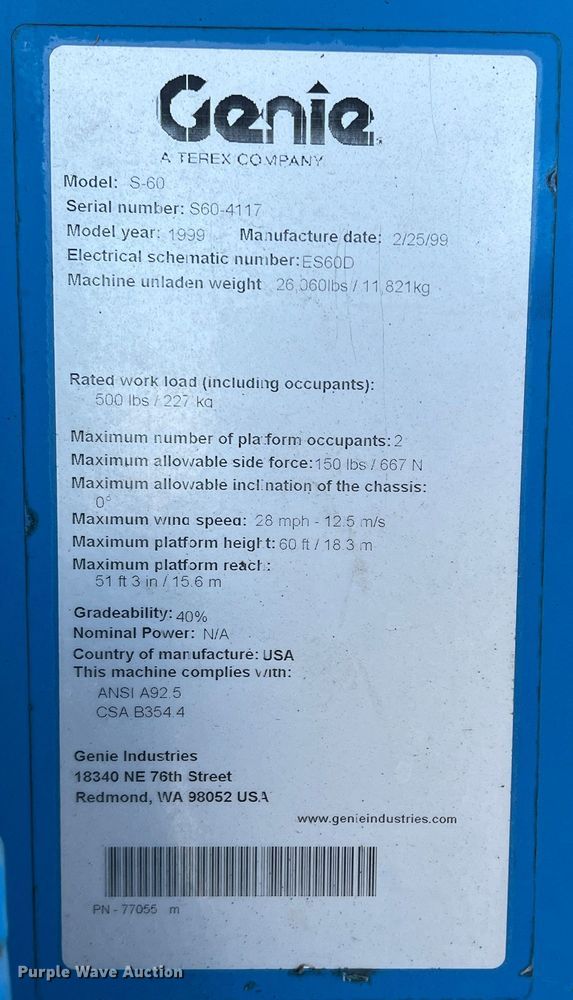 Genie
A TEREX COMPANY
Model: S-60
Serial number: S60-4117
Model year: 1999 Manufacture date: 2/25/99
Electrical schematic number: ES60D
Machine unladen weight 26,060lbs / 11,821kg
Rated work load (including occupants):
500 lbs / 227 kg
Maximum number of platform occupants: 2
Maximum allowable side force: 150 lbs / 667 N
Maximum allowable inclination of the chassis:
0°
Maximum wind speed: 28 mph - 12.5 m/s
Maximum platform height: 60 ft / 18.3 m
Maximum platform reach:
51 ft 3 in / 15.6 m
Gradeability: 40%
Nominal Power: N/A
Country of manufacture: USA
This machine complies with:
ANSI A92.5
CSA B354.4
Genie Industries
18340 NE 76th Street
Redmond, WA 98052 USA
www.genieindustries.com
PN - 77055 m
Purple Wave Auction